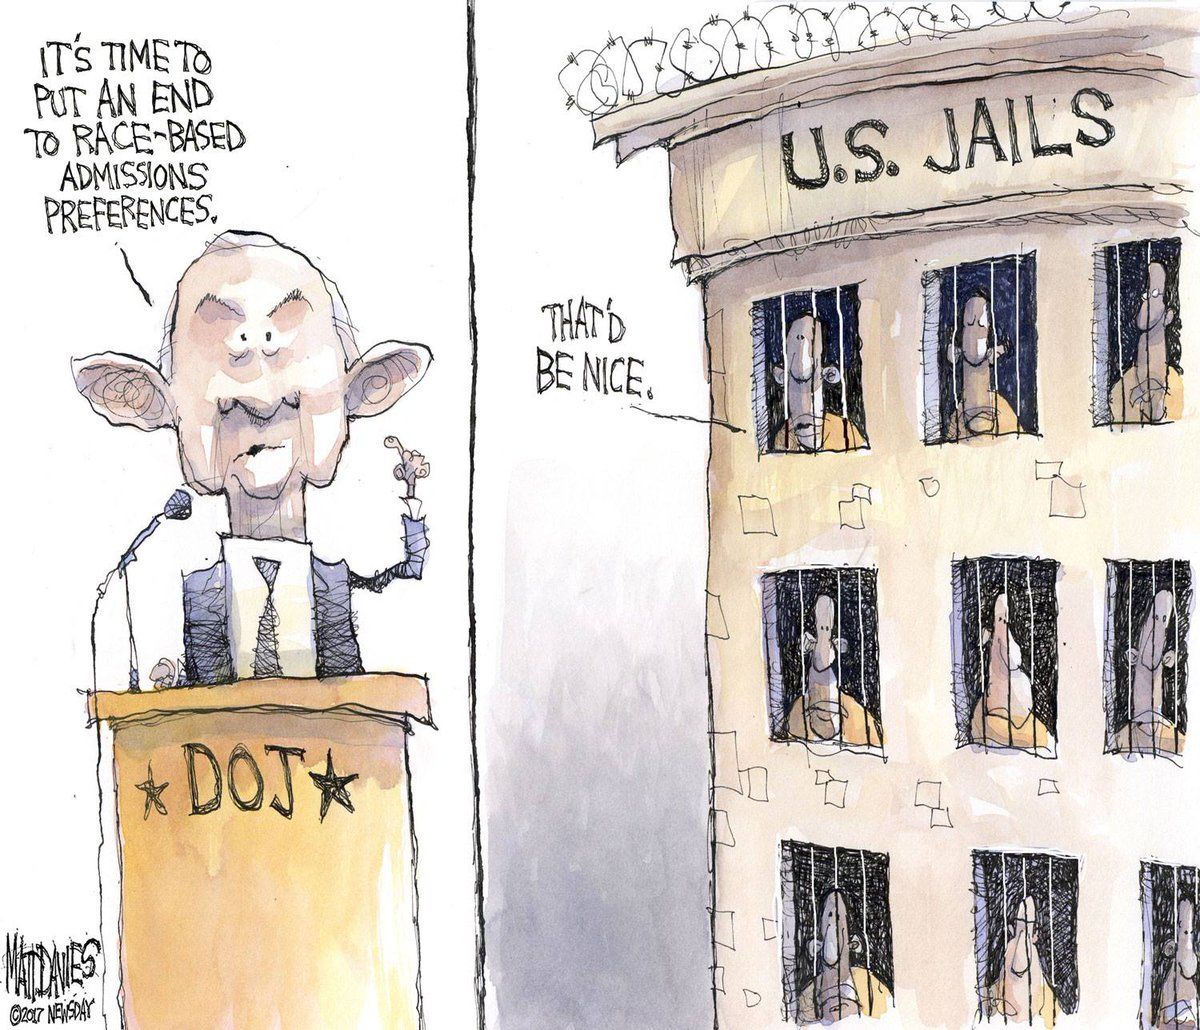 IT'S TIME TO
PUT AN END
TO RACE-BASED
ADMISSIONS
PREFERENCES.
★ DOJ ★
MATT DAVIES
©2017 NEWSDAY
U.S. JAILS
THAT'D
BE NICE.